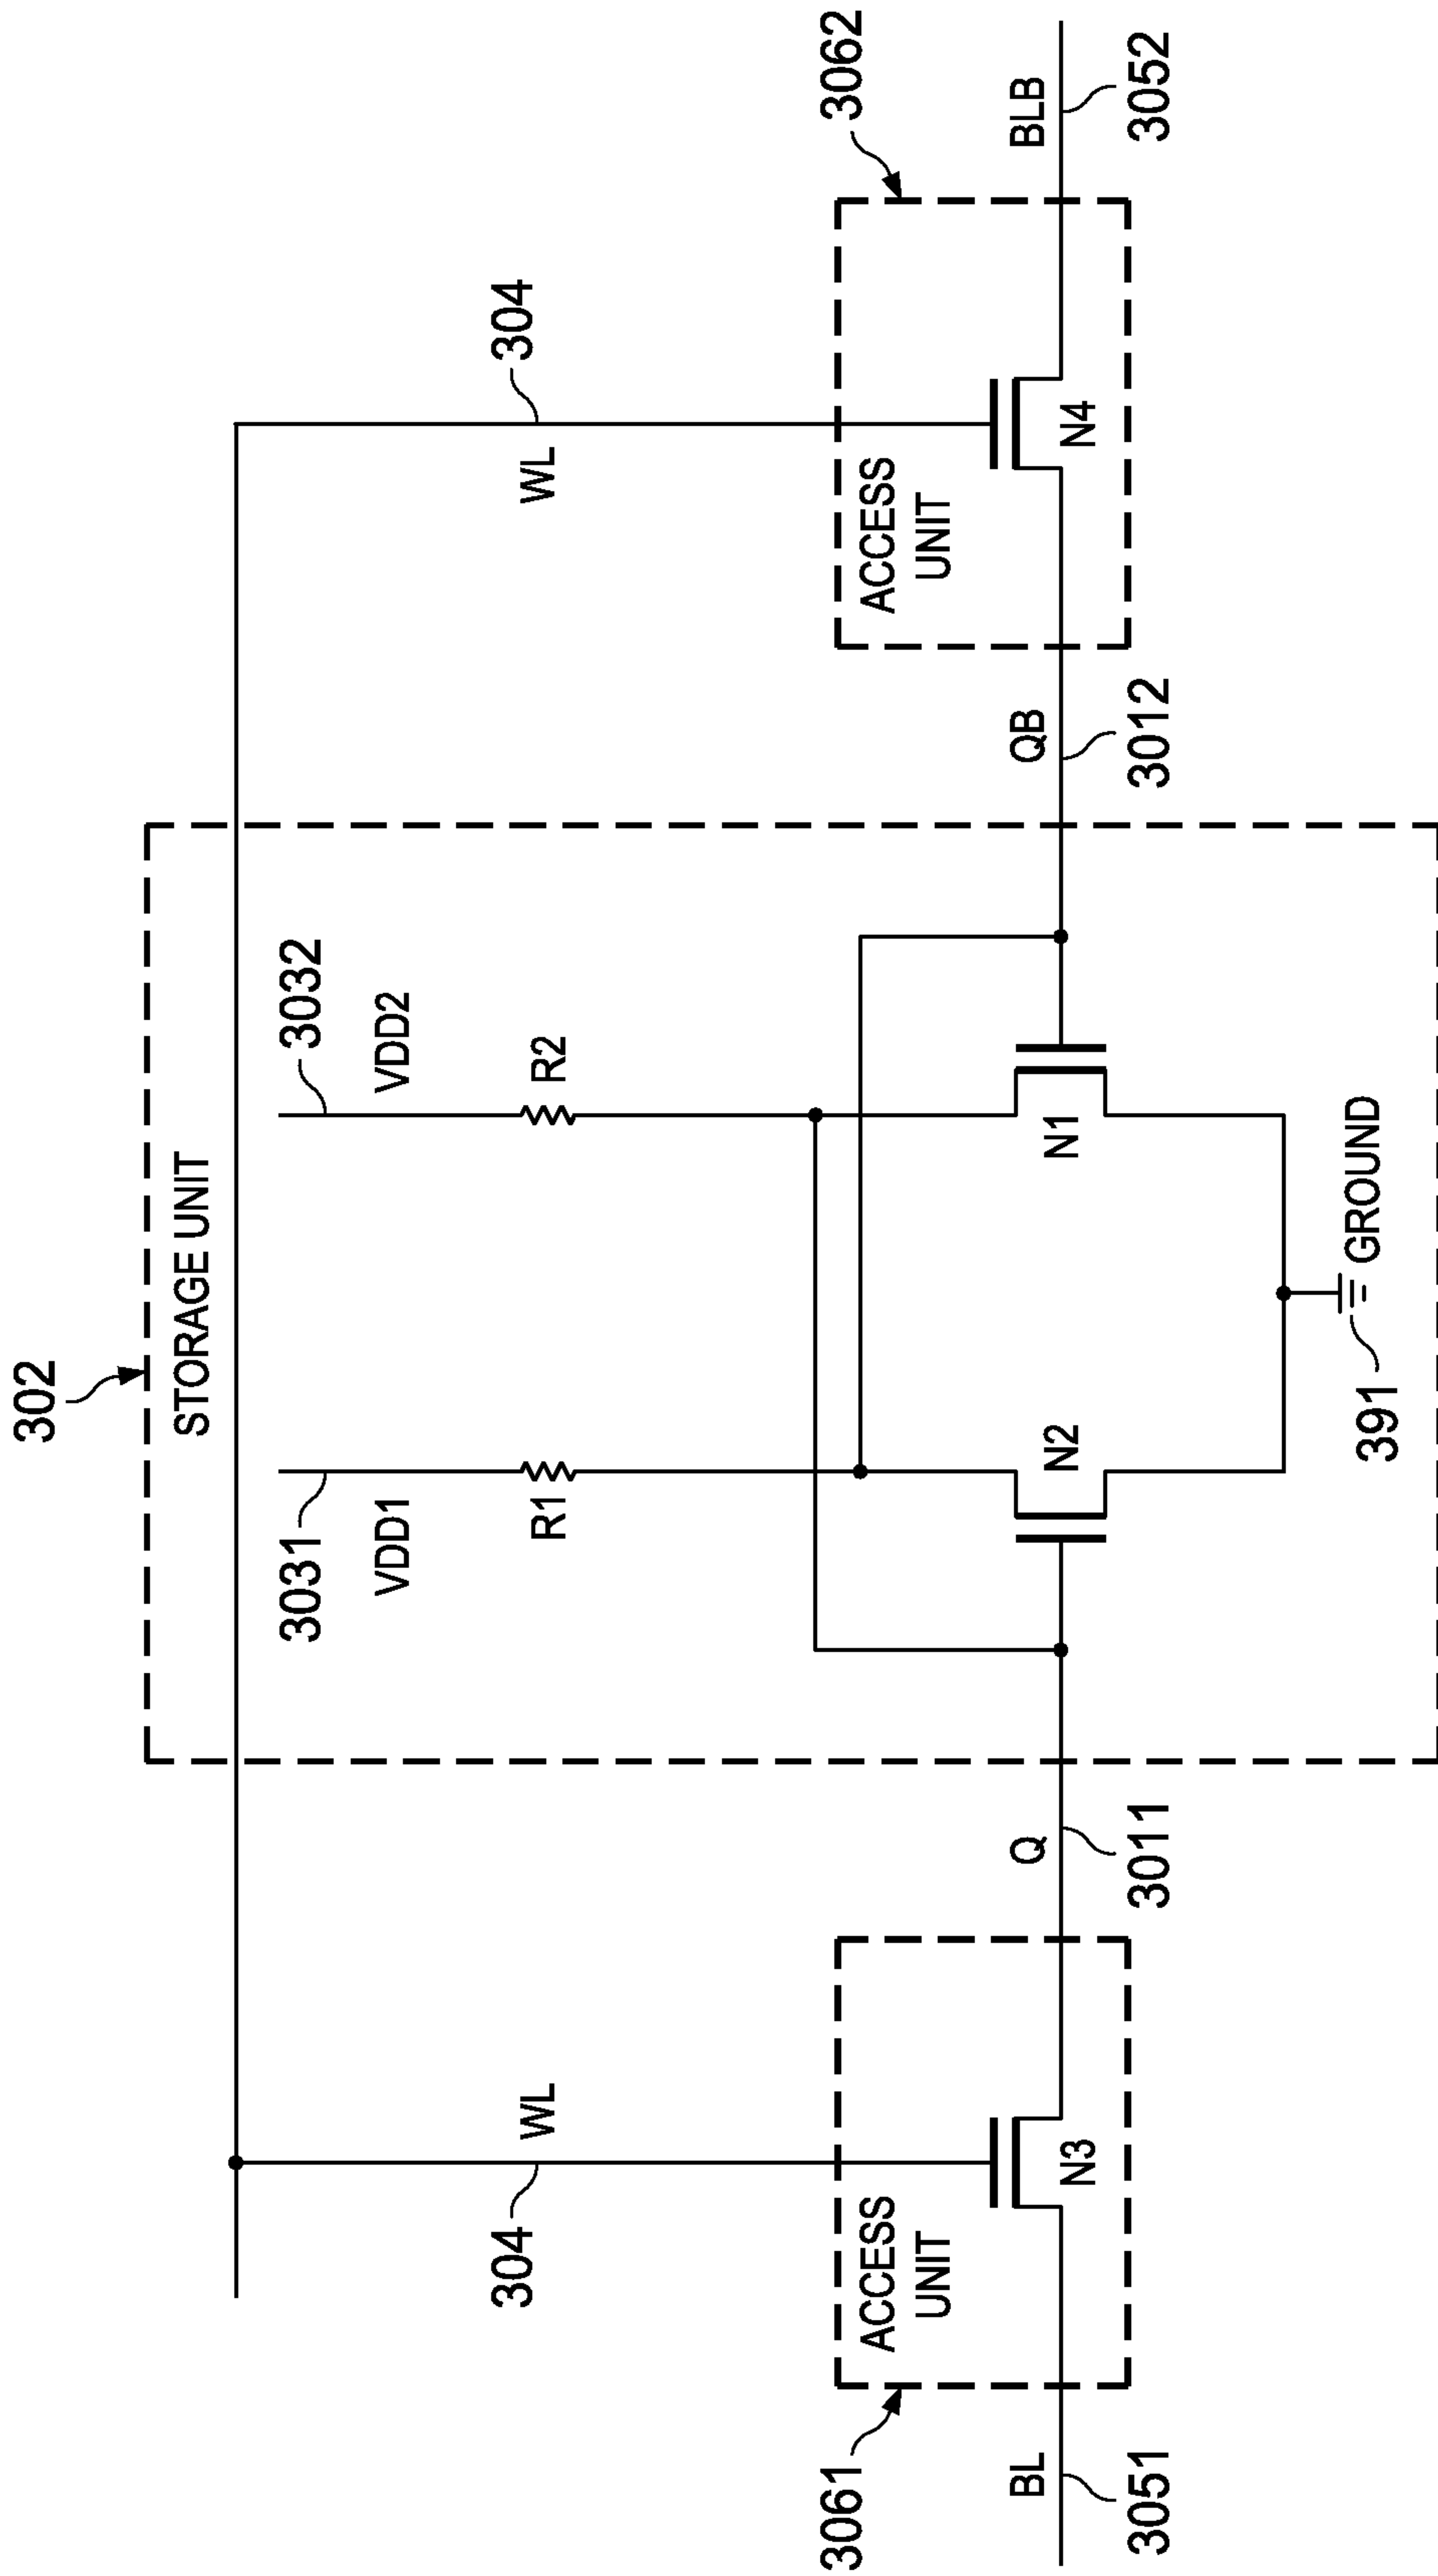 302
STORAGE UNIT
304
WL
304
WL
3031
VDD1
R1
3032
VDD2
R2
3061
ACCESS
UNIT
N3
BL
3051
Q
3011
N2
N1
391
GROUND
QB
3012
3062
ACCESS
UNIT
N4
BLB
3052